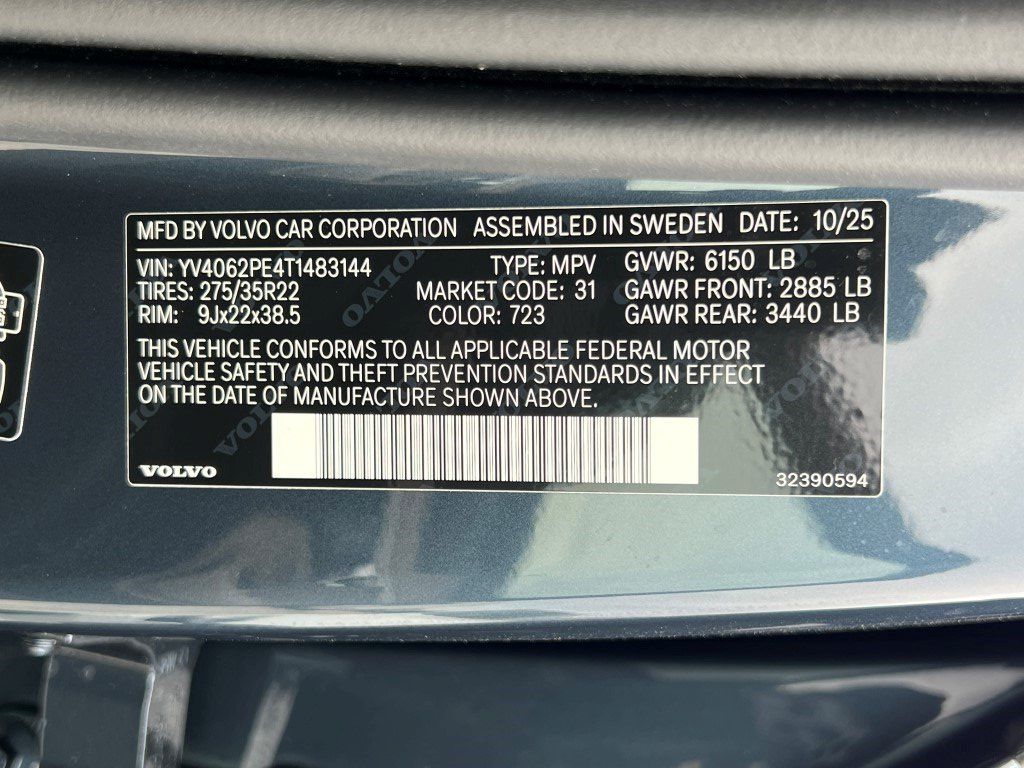 MFD BY VOLVO CAR CORPORATION ASSEMBLED IN SWEDEN DATE: 10/25
VIN: YV4062PE4T1483144 TYPE: MPV GVWR: 6150 LB
TIRES: 275/35R22 MARKET CODE: 31 GAWR FRONT: 2885 LB
RIM: 9Jx22x38.5 COLOR: 723 GAWR REAR: 3440 LB
THIS VEHICLE CONFORMS TO ALL APPLICABLE FEDERAL MOTOR
VEHICLE SAFETY AND THEFT PREVENTION STANDARDS IN EFFECT
ON THE DATE OF MANUFACTURE SHOWN ABOVE.
VOLVO
32390594